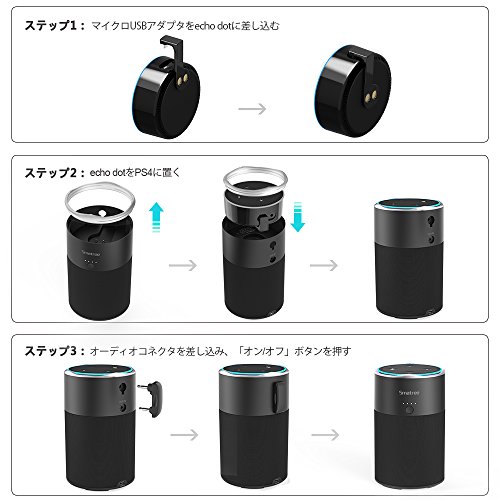 ステップ1： マイクロUSBアダプタをecho dotに差し込む
ステップ2： echo dotをPS4に置く
Smatree
Smatree
ステップ3： オーディオコネクタを差し込み、「オン/オフ」ボタンを押す
Smatree